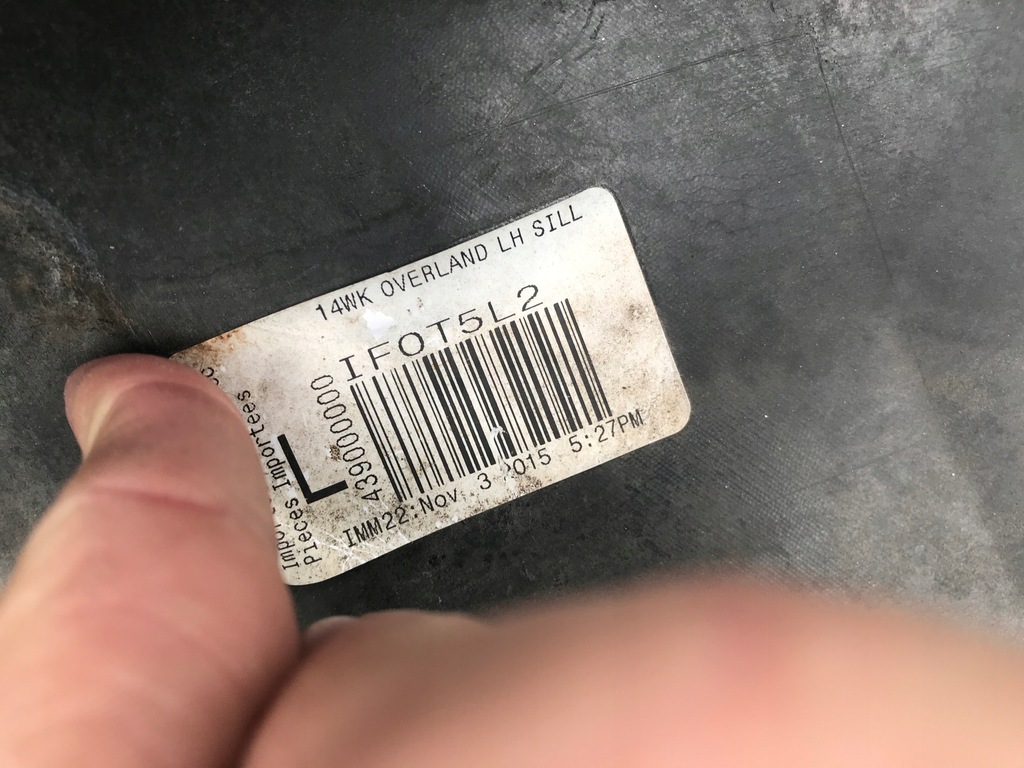 14WK OVERLAND LH SILL
IFOT5L2
4390000000
L
IMM22:Nov 3 2015 5:27PM
Pieces Importees